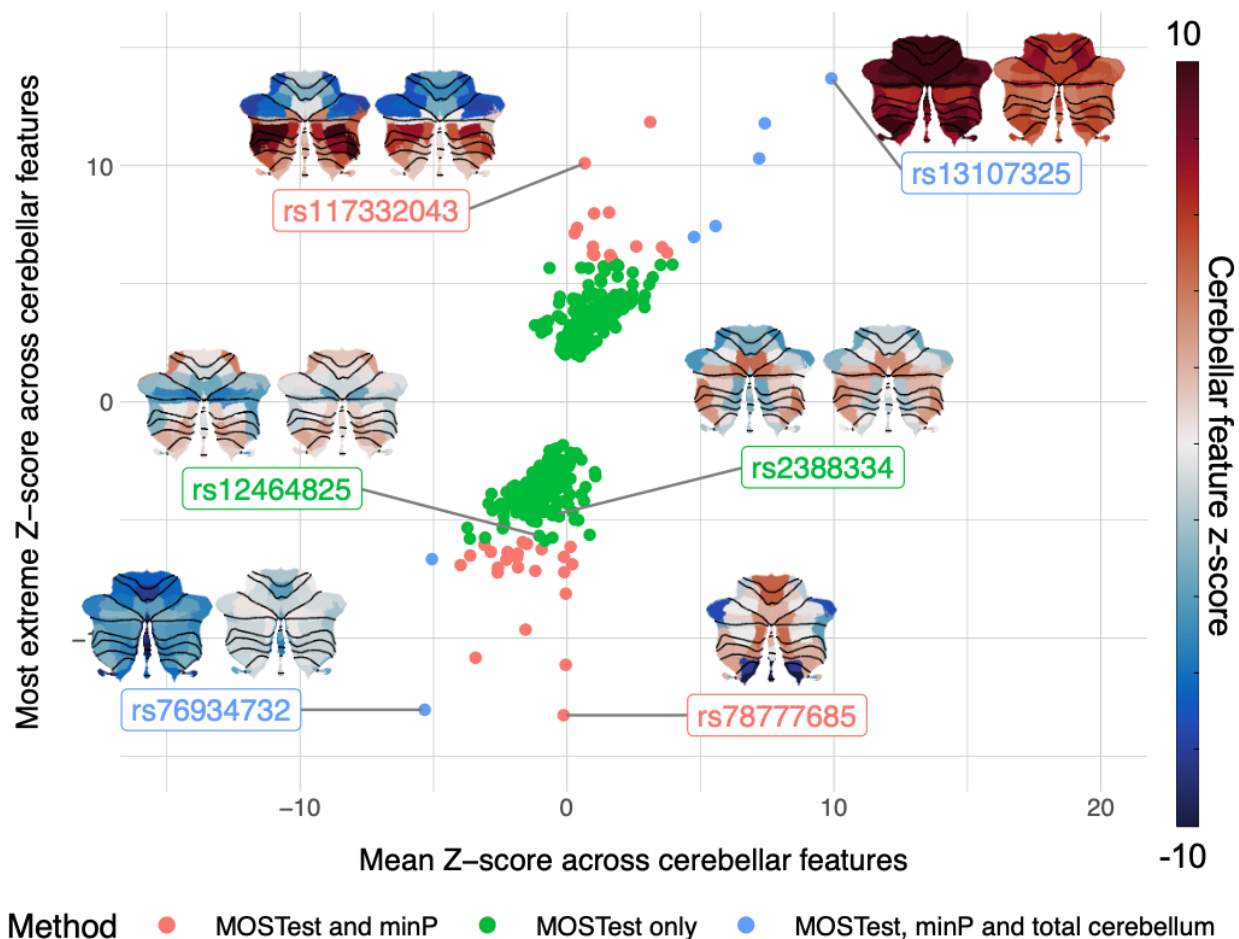 10
Most extreme Z−score across cerebellar features
10
0
rs117332043
rs13107325
rs12464825
rs2388334
rs76934732
rs78777685
Cerebellar feature z-score
−10
0
10
20
-10
Mean Z−score across cerebellar features
Method
MOSTest and minP
MOSTest only
MOSTest, minP and total cerebellum